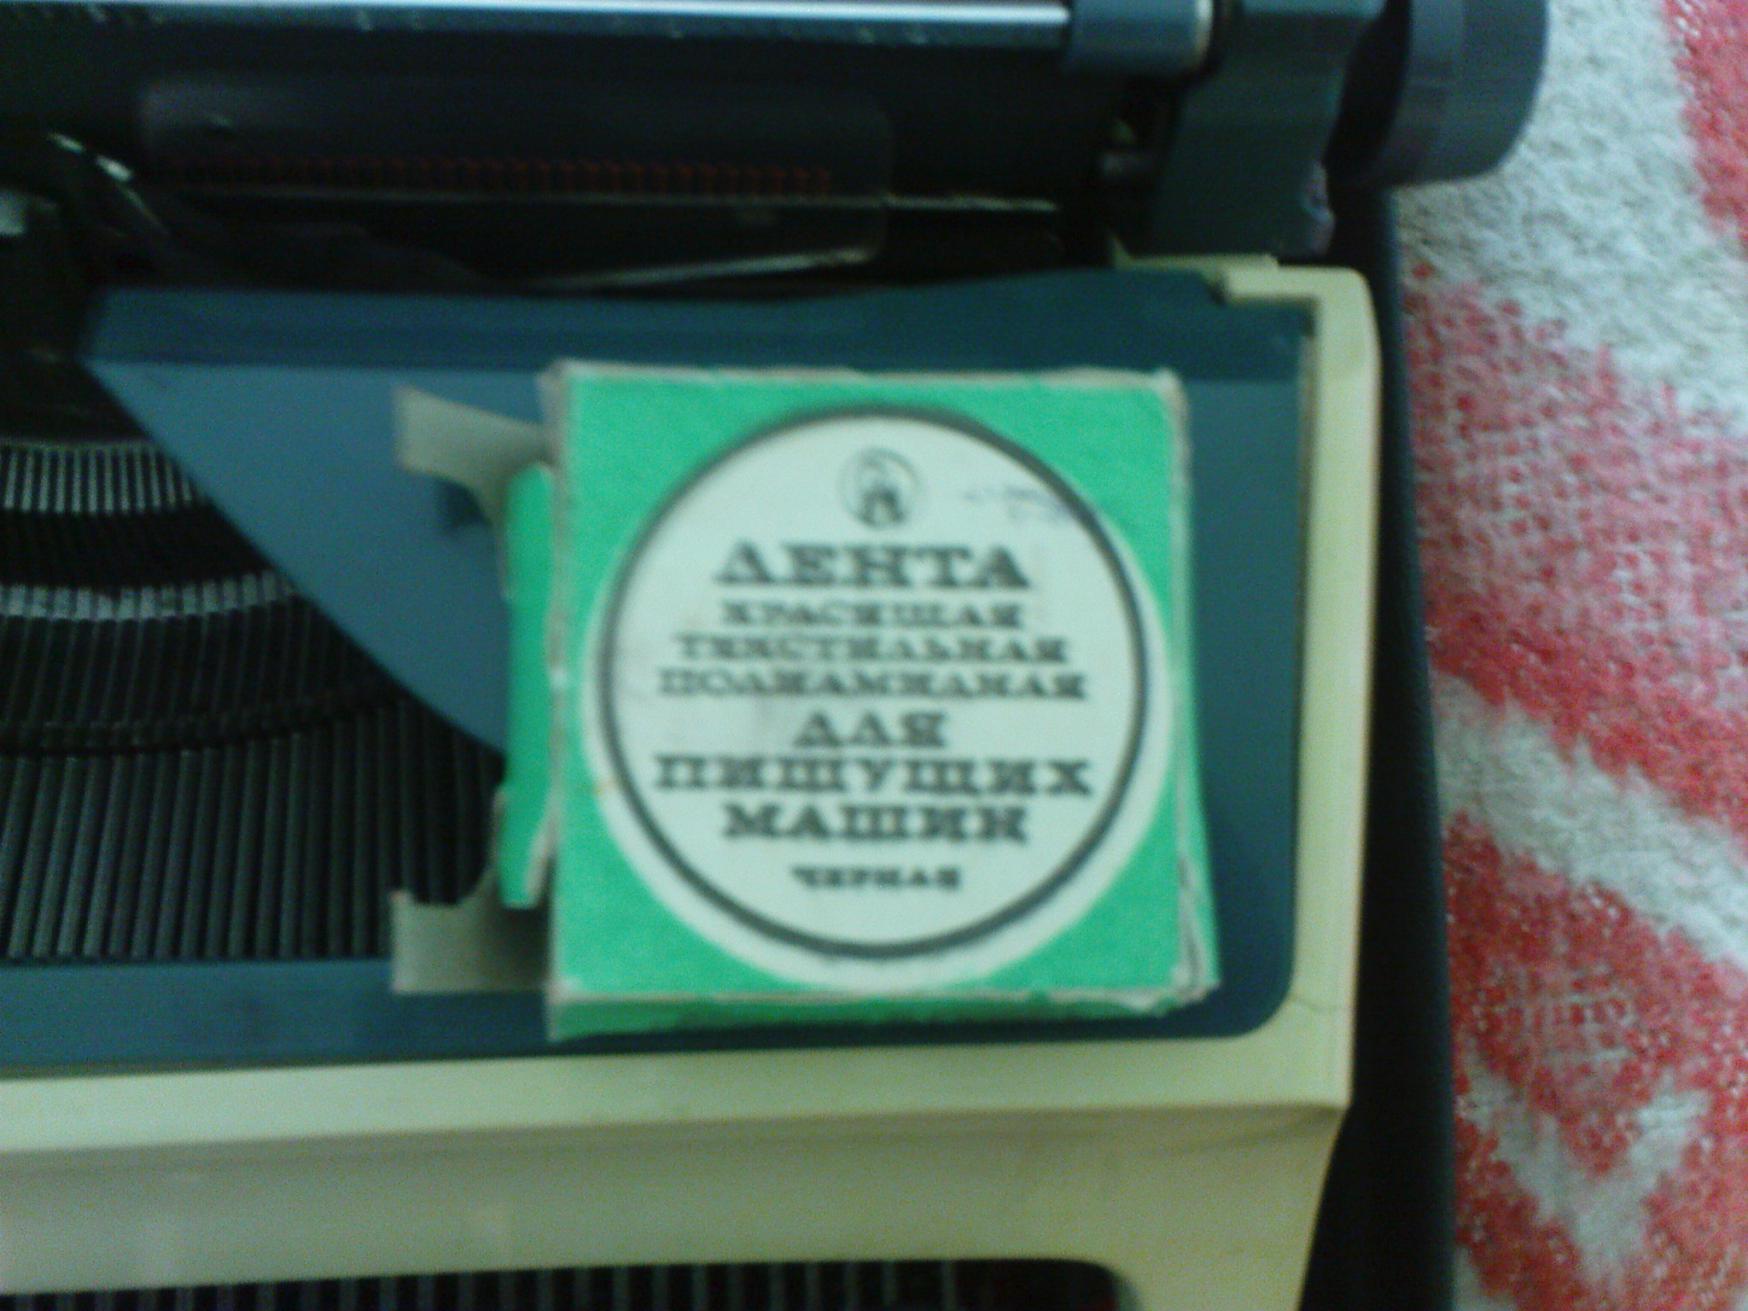 ЛЕНТА
КРАСЯЩАЯ
ТЕКСТИЛЬНАЯ
ПОЛИАМИДНАЯ
ДЛЯ
ПИШУЩИХ
МАШИН
ЧЕРНАЯ